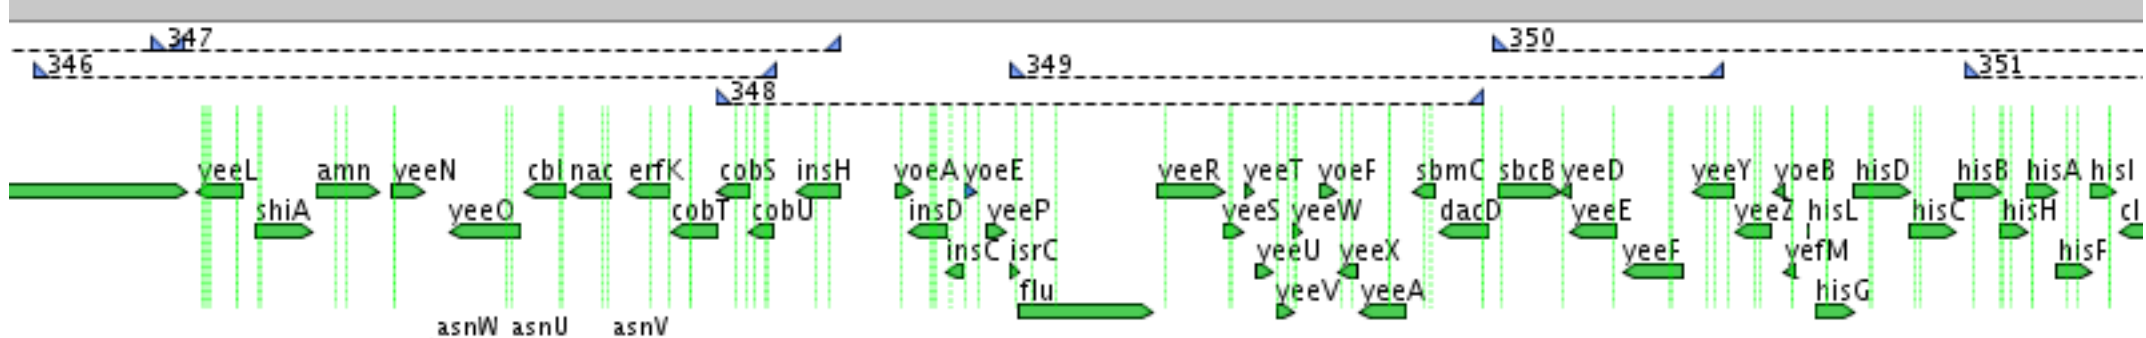 347 350
346 349 351
348
yeeL amn yeeN cbl nac erfK cobS insH yoeA yoeE yeeR yeeT yoeF sbmC sbcB yeeD yeeY yoeB hisD hisB hisA hisI
shiA yeeO cobT cobU insD yeeP yeeS yeeW dacD yeeE yeeZ hisL hisC hisH cl
insC isrC yeeU yeeX yeeF yefM hisF
flu yeeV yeeA hisG
asnW asnU asnV